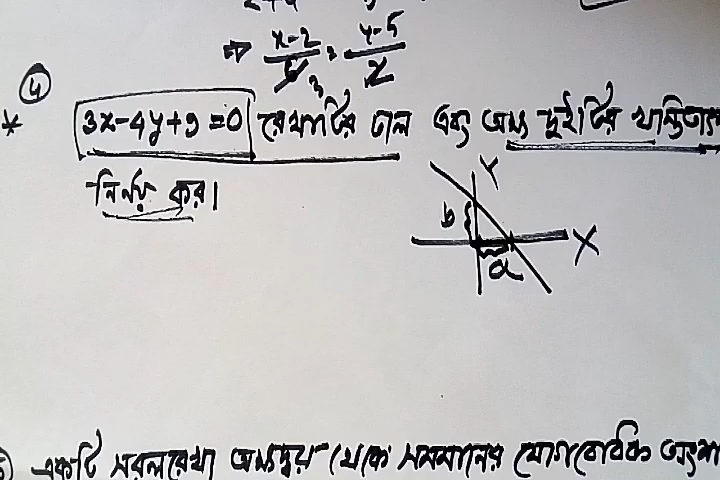 ⇒ x-2/6 3 = y-5/2
(4)
* 3x-4y+9=0 রেখাটির ঢাল এবং অক্ষ দুইটির খন্ডিতাংশ
নির্ণয় কর।
Y
b
X
a
একটি সরলরেখা অক্ষদ্বয় থেকে সমমানের যোগবোধক অংশ